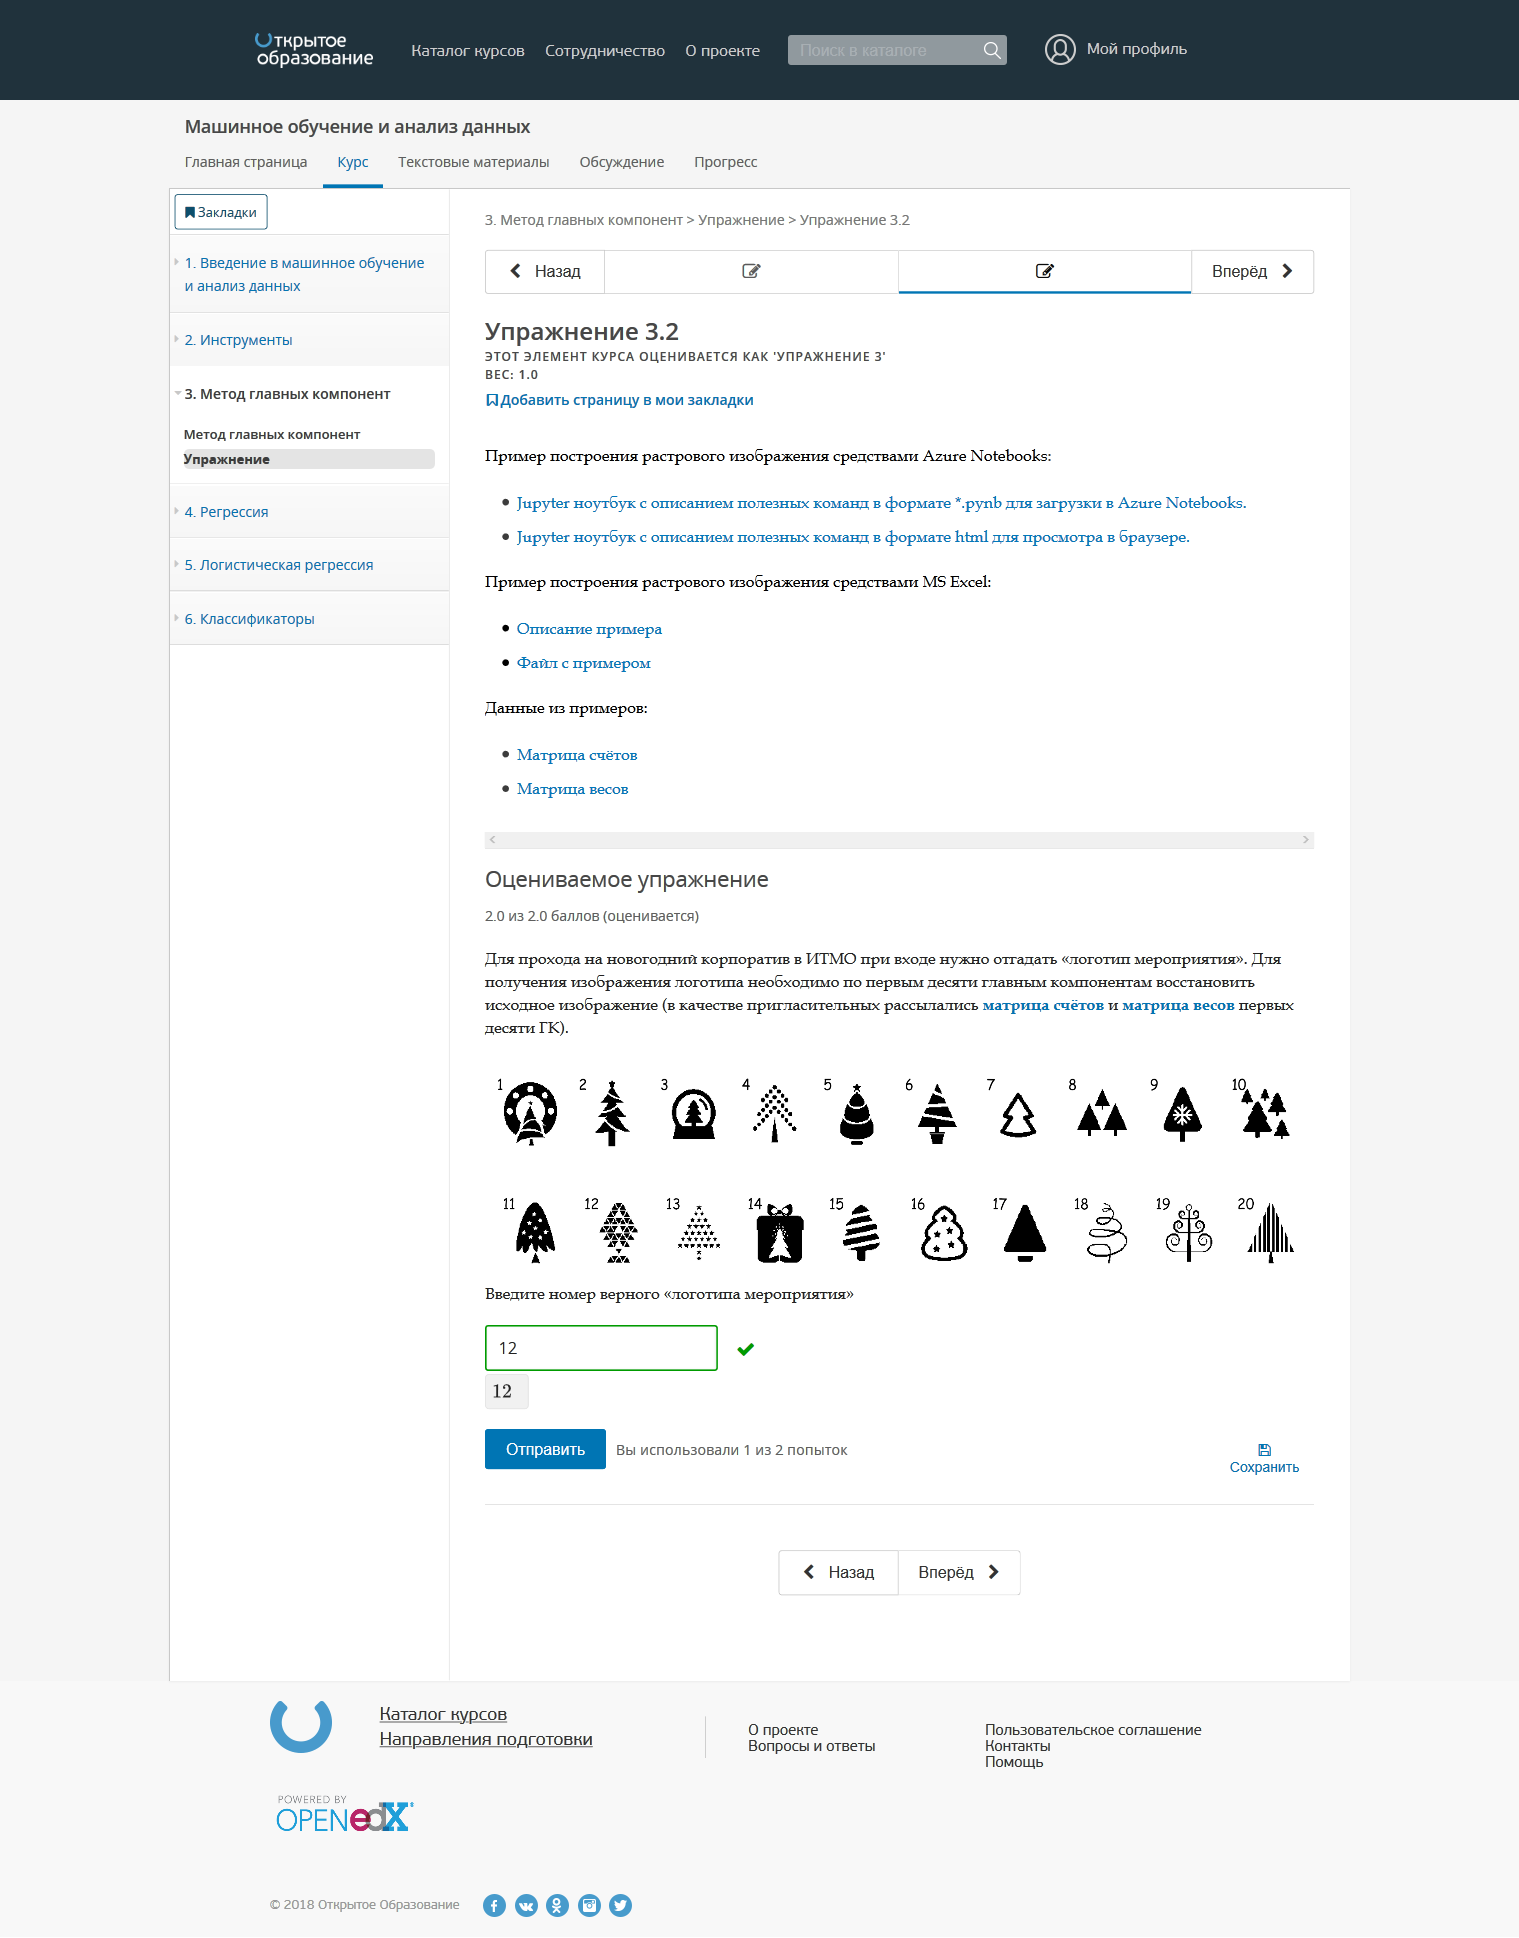 Открытое
образование
Каталог курсов
Сотрудничество
О проекте
Поиск в каталоге
Мой профиль
Машинное обучение и анализ данных
Главная страница
Курс
Текстовые материалы
Обсуждение
Прогресс
Закладки
1. Введение в машинное обучение
и анализ данных
2. Инструменты
3. Метод главных компонент
Метод главных компонент
Упражнение
4. Регрессия
5. Логистическая регрессия
6. Классификаторы
3. Метод главных компонент > Упражнение > Упражнение 3.2
Назад
Вперёд
Упражнение 3.2
ЭТОТ ЭЛЕМЕНТ КУРСА ОЦЕНИВАЕТСЯ КАК 'УПРАЖНЕНИЕ 3'
ВЕС: 1.0
Добавить страницу в мои закладки
Пример построения растрового изображения средствами Azure Notebooks:
Jupyter ноутбук с описанием полезных команд в формате *.pynb для загрузки в Azure Notebooks.
Jupyter ноутбук с описанием полезных команд в формате html для просмотра в браузере.
Пример построения растрового изображения средствами MS Excel:
Описание примера
Файл с примером
Данные из примеров:
Матрица счётов
Матрица весов
Оцениваемое упражнение
2.0 из 2.0 баллов (оценивается)
Для прохода на новогодний корпоратив в ИТМО при входе нужно отгадать «логотип мероприятия». Для
получения изображения логотипа необходимо по первым десяти главным компонентам восстановить
исходное изображение (в качестве пригласительных рассылались матрица счётов и матрица весов первых
десяти ГК).
1 2 3 4 5 6 7 8 9 10
11 12 13 14 15 16 17 18 19 20
Введите номер верного «логотипа мероприятия»
12
12
Отправить
Вы использовали 1 из 2 попыток
Сохранить
Назад
Вперёд
Каталог курсов
Направления подготовки
О проекте
Вопросы и ответы
Пользовательское соглашение
Контакты
Помощь
POWERED BY
OPENedX
© 2018 Открытое Образование